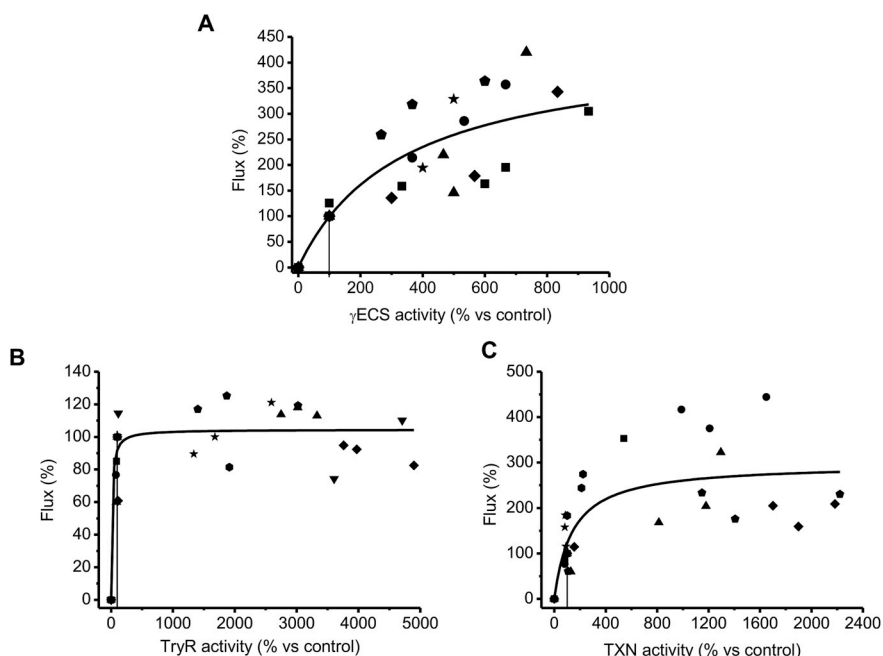 A
450
400
350
300
250
200
150
100
50
0
Flux (%)
0 200 400 600 800 1000
γECS activity (% vs control)
B
140
120
100
80
60
40
20
0
Flux (%)
0 1000 2000 3000 4000 5000
TryR activity (% vs control)
C
500
400
300
200
100
0
Flux (%)
0 400 800 1200 1600 2000 2400
TXN activity (% vs control)